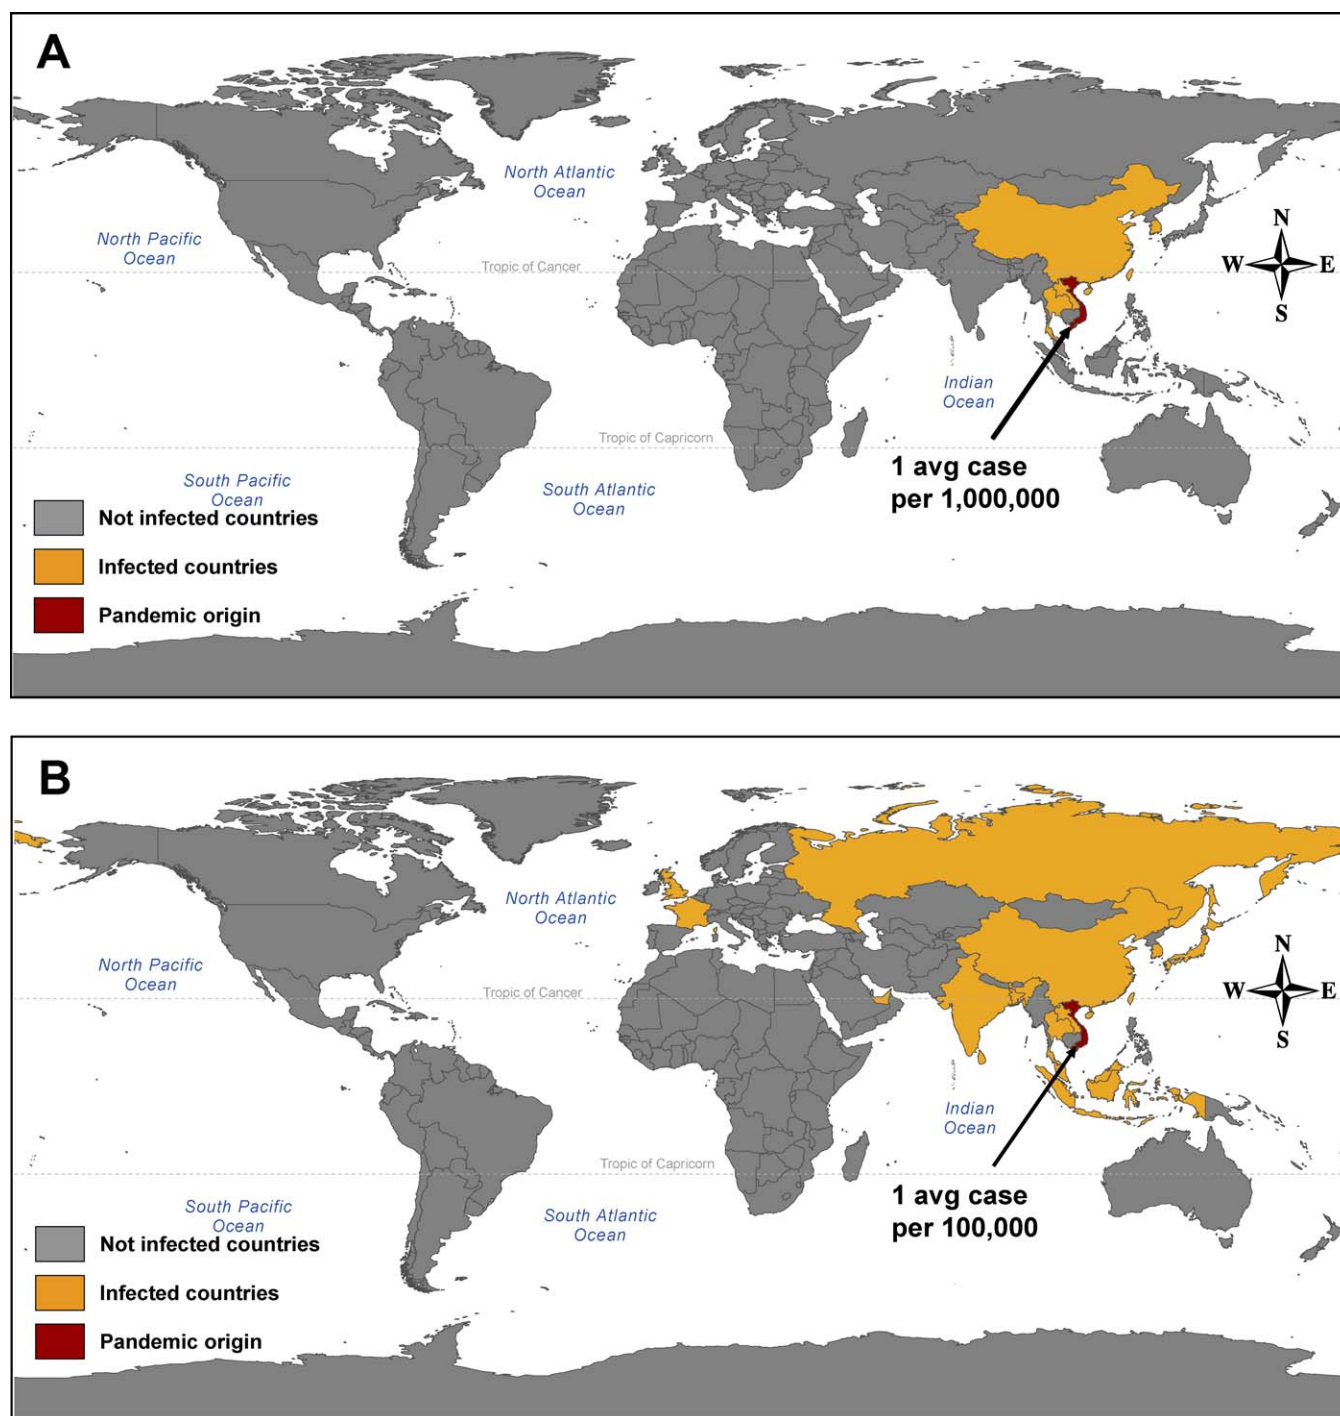 A
North Atlantic
Ocean
North Pacific
Ocean
N
Tropic of Cancer
W
E
S
Indian
Ocean
Tropic of Capricorn
1 avg case
per 1,000,000
South Pacific
Ocean
South Atlantic
Ocean
Not infected countries
Infected countries
Pandemic origin
B
North Atlantic
Ocean
North Pacific
Ocean
N
Tropic of Cancer
W
E
S
Indian
Ocean
Tropic of Capricorn
1 avg case
per 100,000
South Pacific
Ocean
South Atlantic
Ocean
Not infected countries
Infected countries
Pandemic origin